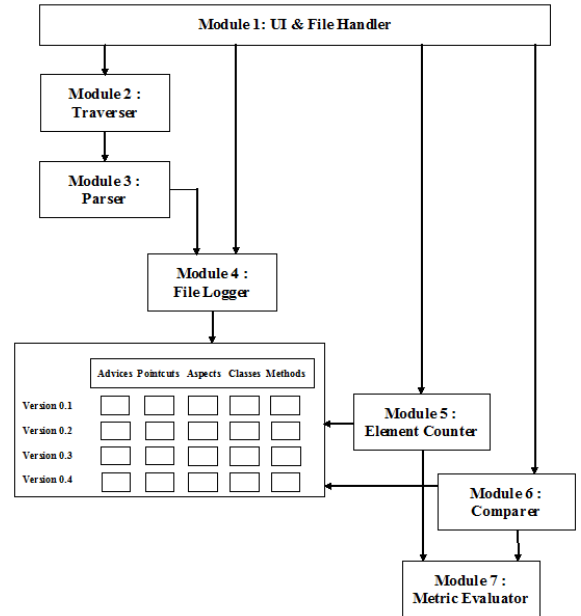 Module 1: UI & File Handler
Module 2 :
Traverser
Module 3 :
Parser
Module 4 :
File Logger
Advices Pointcuts Aspects Classes Methods
Version 0.1
Version 0.2
Version 0.3
Version 0.4
Module 5 :
Element Counter
Module 6 :
Comparer
Module 7 :
Metric Evaluator